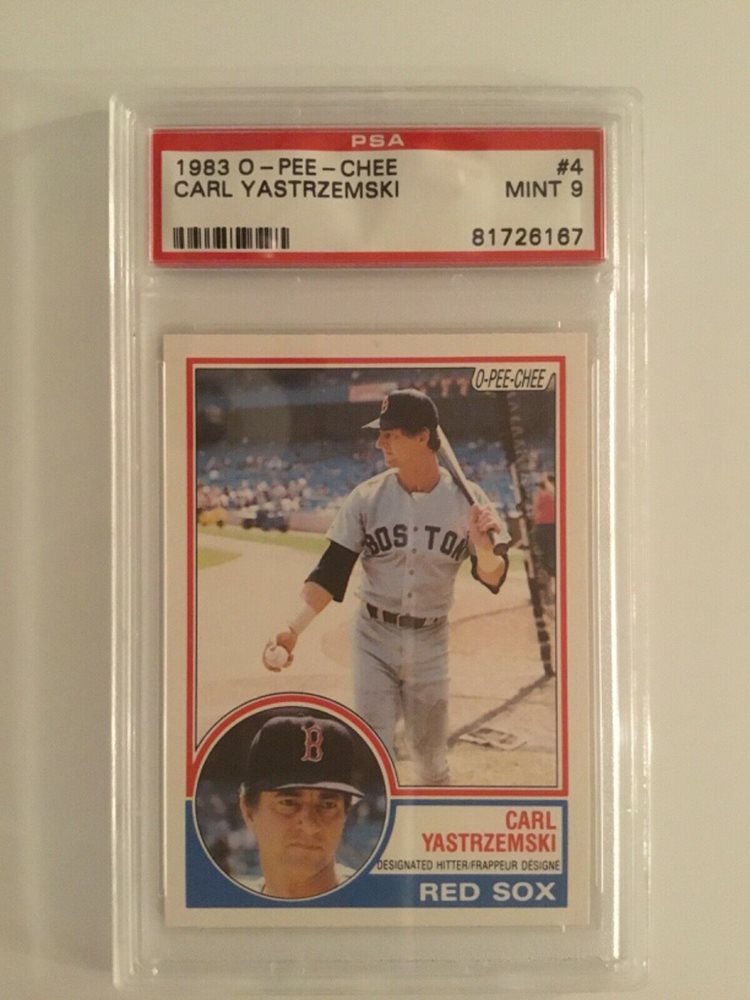 PSA
1983 O-PEE-CHEE #4
CARL YASTRZEMSKI MINT 9
81726167
O-PEE-CHEE
B
BOSTON
B
CARL
YASTRZEMSKI
DESIGNATED HITTER/FRAPPEUR DÉSIGNÉ
RED SOX